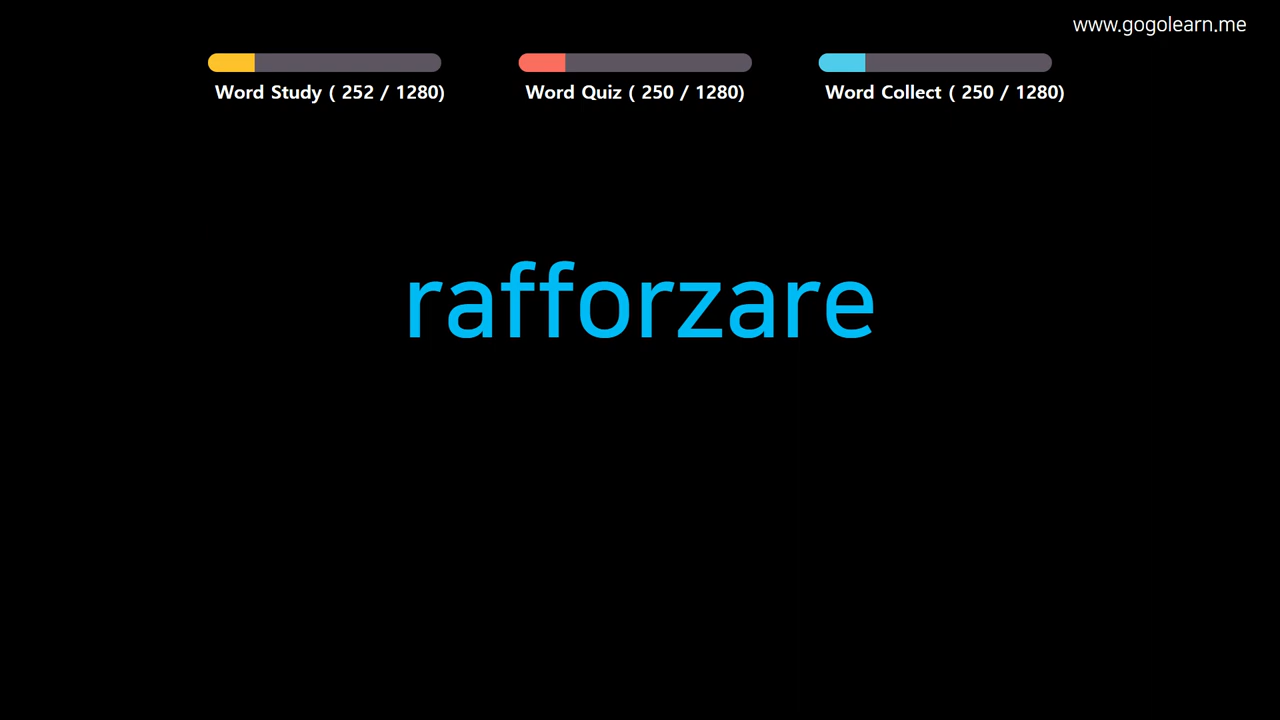 www.gogolearn.me
Word Study ( 252 / 1280)
Word Quiz ( 250 / 1280)
Word Collect ( 250 / 1280)
rafforzare